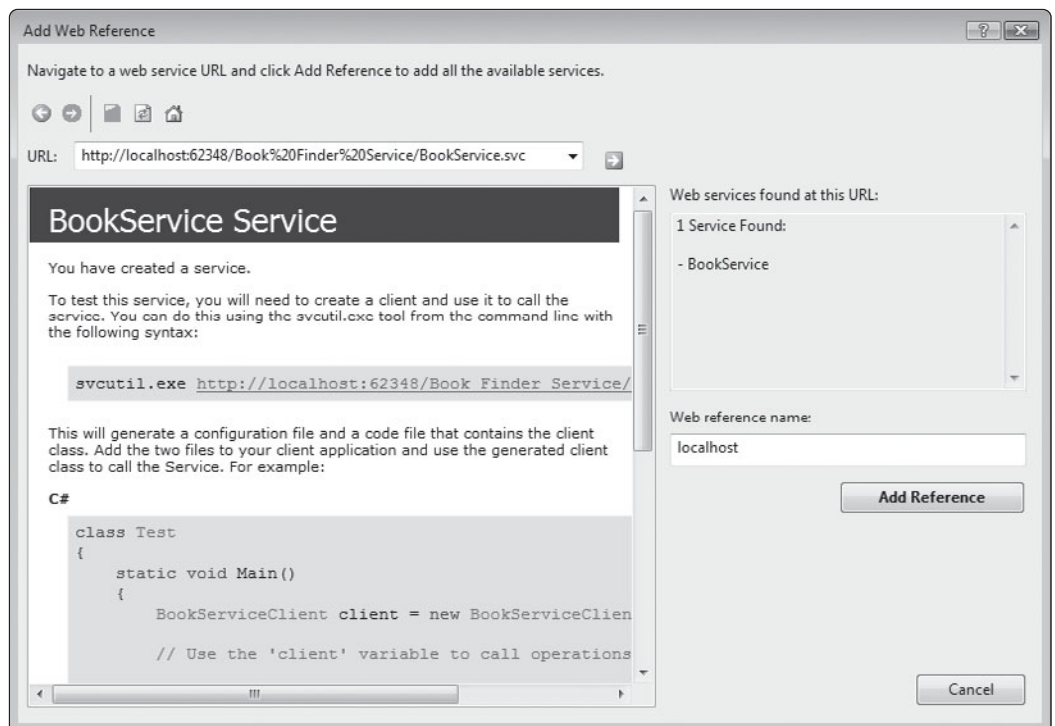 Add Web Reference
Navigate to a web service URL and click Add Reference to add all the available services.
URL: http://localhost:62348/Book%20Finder%20Service/BookService.svc
BookService Service
You have created a service.
To test this service, you will need to create a client and use it to call the
service. You can do this using the svcutil.exe tool from the command line with
the following syntax:
svcutil.exe http://localhost:62348/Book Finder Service/
This will generate a configuration file and a code file that contains the client
class. Add the two files to your client application and use the generated client
class to call the Service. For example:
C#
class Test
{
static void Main()
{
BookServiceClient client = new BookServiceClien
// Use the 'client' variable to call operations
Web services found at this URL:
1 Service Found:
- BookService
Web reference name:
localhost
Add Reference
Cancel